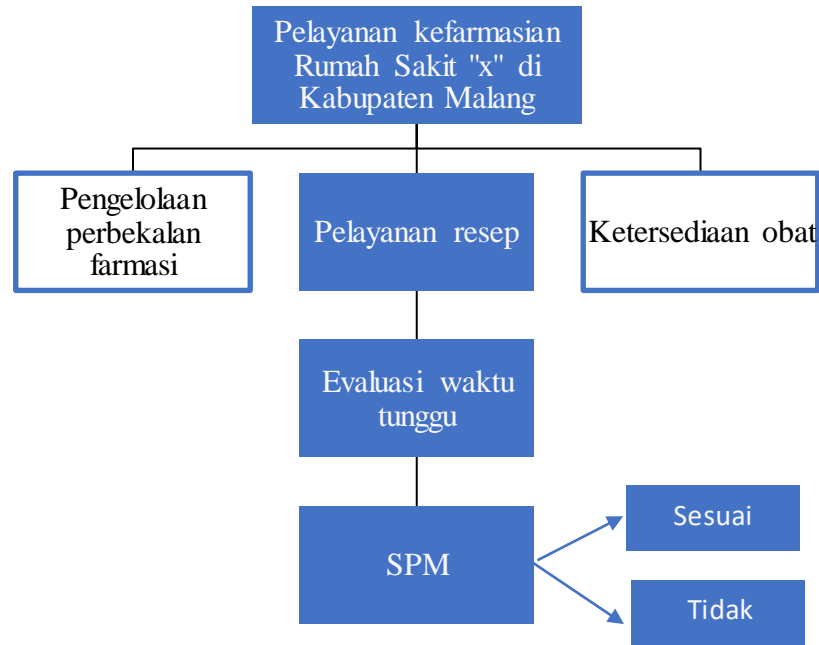 Pelayanan kefarmasian
Rumah Sakit "x" di
Kabupaten Malang
Pengelolaan
perbekalan
farmasi
Pelayanan resep
Ketersediaan obat
Evaluasi waktu
tunggu
SPM
Sesuai
Tidak